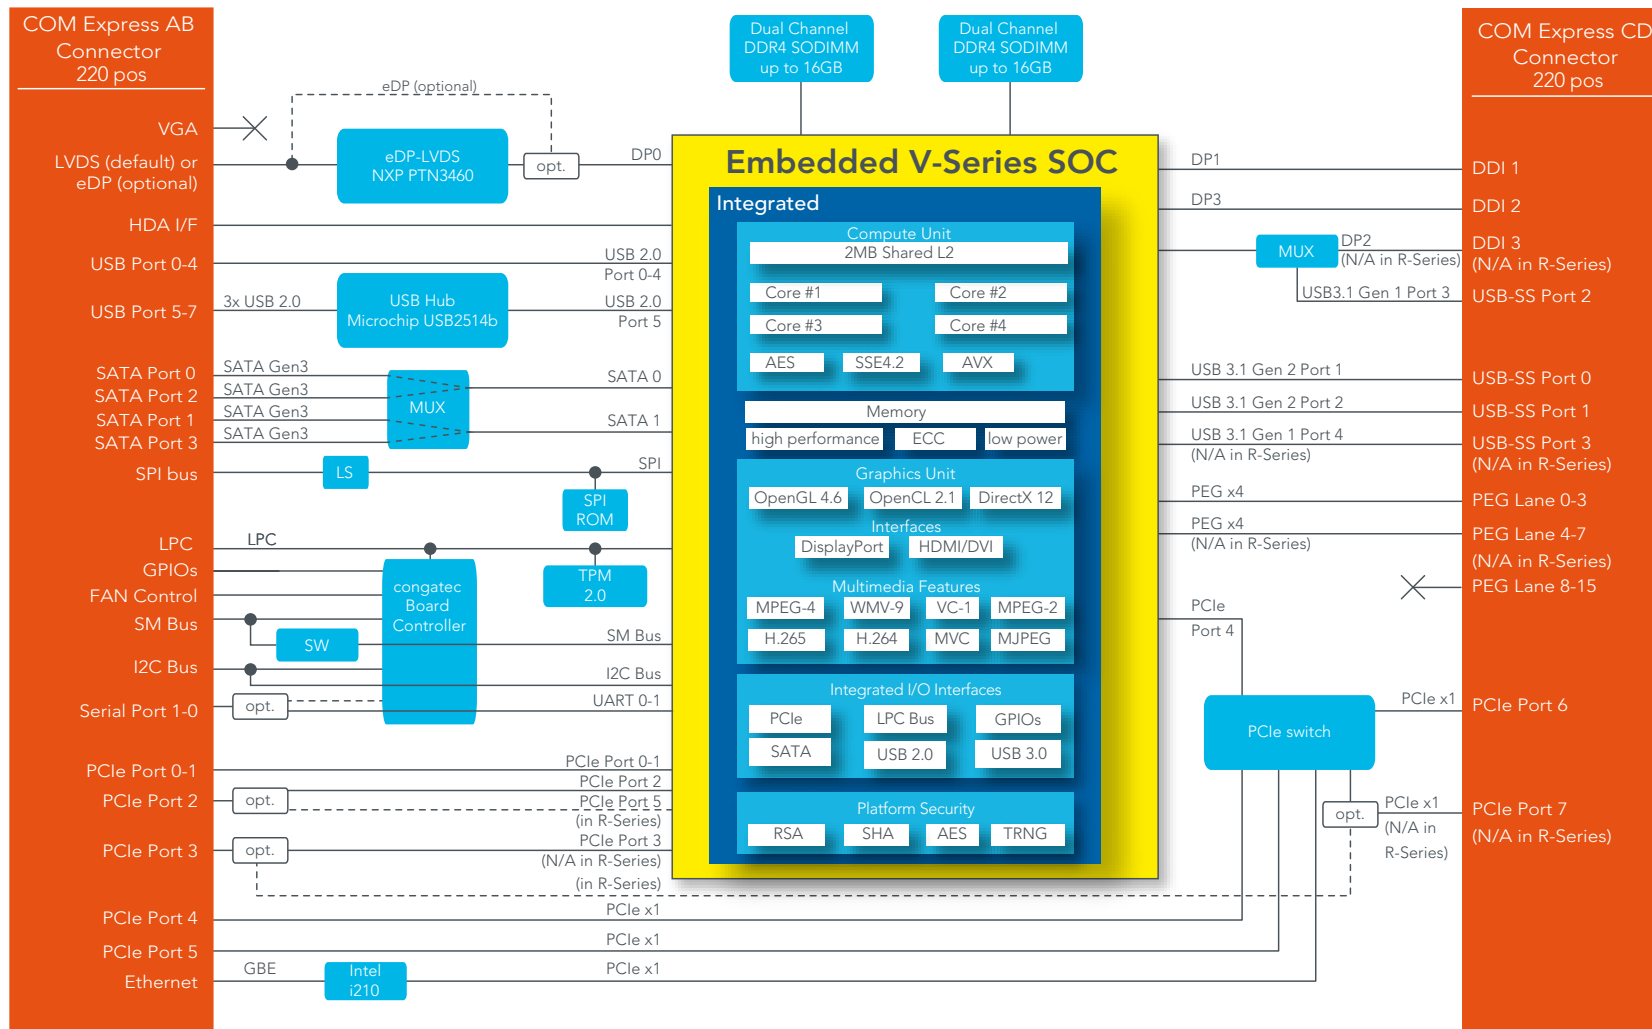 COM Express AB
Connector
220 pos
VGA
LVDS (default) or
eDP (optional)
HDA I/F
USB Port 0-4
USB Port 5-7
SATA Port 0
SATA Port 2
SATA Port 1
SATA Port 3
SPI bus
LPC
GPIOs
FAN Control
SM Bus
I2C Bus
Serial Port 1-0
PCIe Port 0-1
PCIe Port 2
PCIe Port 3
PCIe Port 4
PCIe Port 5
Ethernet
eDP (optional)
eDP-LVDS
NXP PTN3460
opt.
DP0
USB 2.0
Port 0-4
3x USB 2.0
USB Hub
Microchip USB2514b
USB 2.0
Port 5
SATA Gen3
SATA Gen3
SATA Gen3
SATA Gen3
MUX
SATA 0
SATA 1
LS
SPI
SPI
ROM
LPC
congatec
Board
Controller
TPM
2.0
SW
SM Bus
I2C Bus
opt.
UART 0-1
PCIe Port 0-1
PCIe Port 2
opt.
PCIe Port 5
(in R-Series)
opt.
PCIe Port 3
(N/A in R-Series)
(in R-Series)
PCIe x1
PCIe x1
GBE
Intel
i210
PCIe x1
Dual Channel
DDR4 SODIMM
up to 16GB
Dual Channel
DDR4 SODIMM
up to 16GB
Embedded V-Series SOC
Integrated
Compute Unit
2MB Shared L2
Core #1
Core #2
Core #3
Core #4
AES
SSE4.2
AVX
Memory
high performance
ECC
low power
Graphics Unit
OpenGL 4.6
OpenCL 2.1
DirectX 12
Interfaces
DisplayPort
HDMI/DVI
Multimedia Features
MPEG-4
WMV-9
VC-1
MPEG-2
H.265
H.264
MVC
MJPEG
Integrated I/O Interfaces
PCIe
LPC Bus
GPIOs
SATA
USB 2.0
USB 3.0
Platform Security
RSA
SHA
AES
TRNG
DP1
DP3
MUX
DP2
(N/A in R-Series)
USB3.1 Gen 1 Port 3
USB 3.1 Gen 2 Port 1
USB 3.1 Gen 2 Port 2
USB 3.1 Gen 1 Port 4
(N/A in R-Series)
PEG x4
PEG x4
(N/A in R-Series)
PCIe
Port 4
PCIe switch
PCIe x1
opt.
PCIe x1
(N/A in
R-Series)
COM Express CD
Connector
220 pos
DDI 1
DDI 2
DDI 3
(N/A in R-Series)
USB-SS Port 2
USB-SS Port 0
USB-SS Port 1
USB-SS Port 3
(N/A in R-Series)
PEG Lane 0-3
PEG Lane 4-7
(N/A in R-Series)
PEG Lane 8-15
PCIe Port 6
PCIe Port 7
(N/A in R-Series)